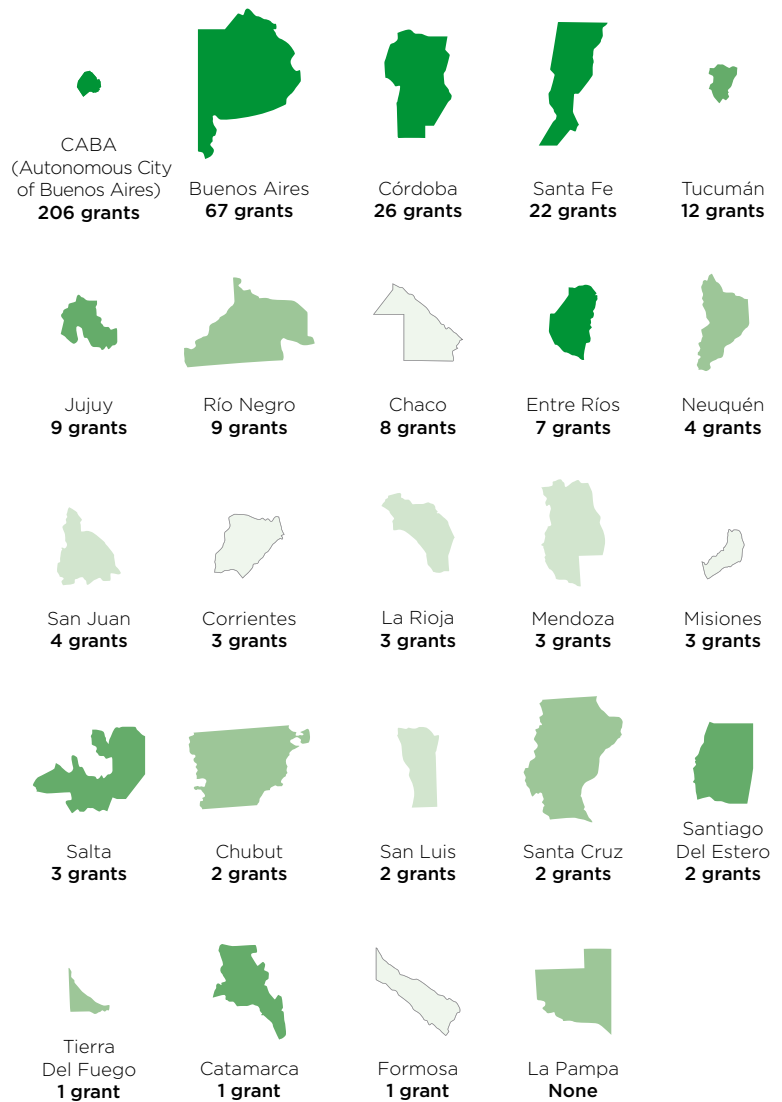 CABA
(Autonomous City
of Buenos Aires)
206 grants
Buenos Aires
67 grants
Córdoba
26 grants
Santa Fe
22 grants
Tucumán
12 grants
Jujuy
9 grants
Río Negro
9 grants
Chaco
8 grants
Entre Ríos
7 grants
Neuquén
4 grants
San Juan
4 grants
Corrientes
3 grants
La Rioja
3 grants
Mendoza
3 grants
Misiones
3 grants
Salta
3 grants
Chubut
2 grants
San Luis
2 grants
Santa Cruz
2 grants
Santiago
Del Estero
2 grants
Tierra
Del Fuego
1 grant
Catamarca
1 grant
Formosa
1 grant
La Pampa
None